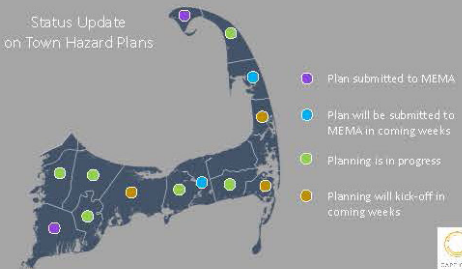 Status Update
on Town Hazard Plans
Plan submitted to MEMA
Plan will be submitted to
MEMA in coming weeks
Planning is in progress
Planning will kick-off in
coming weeks